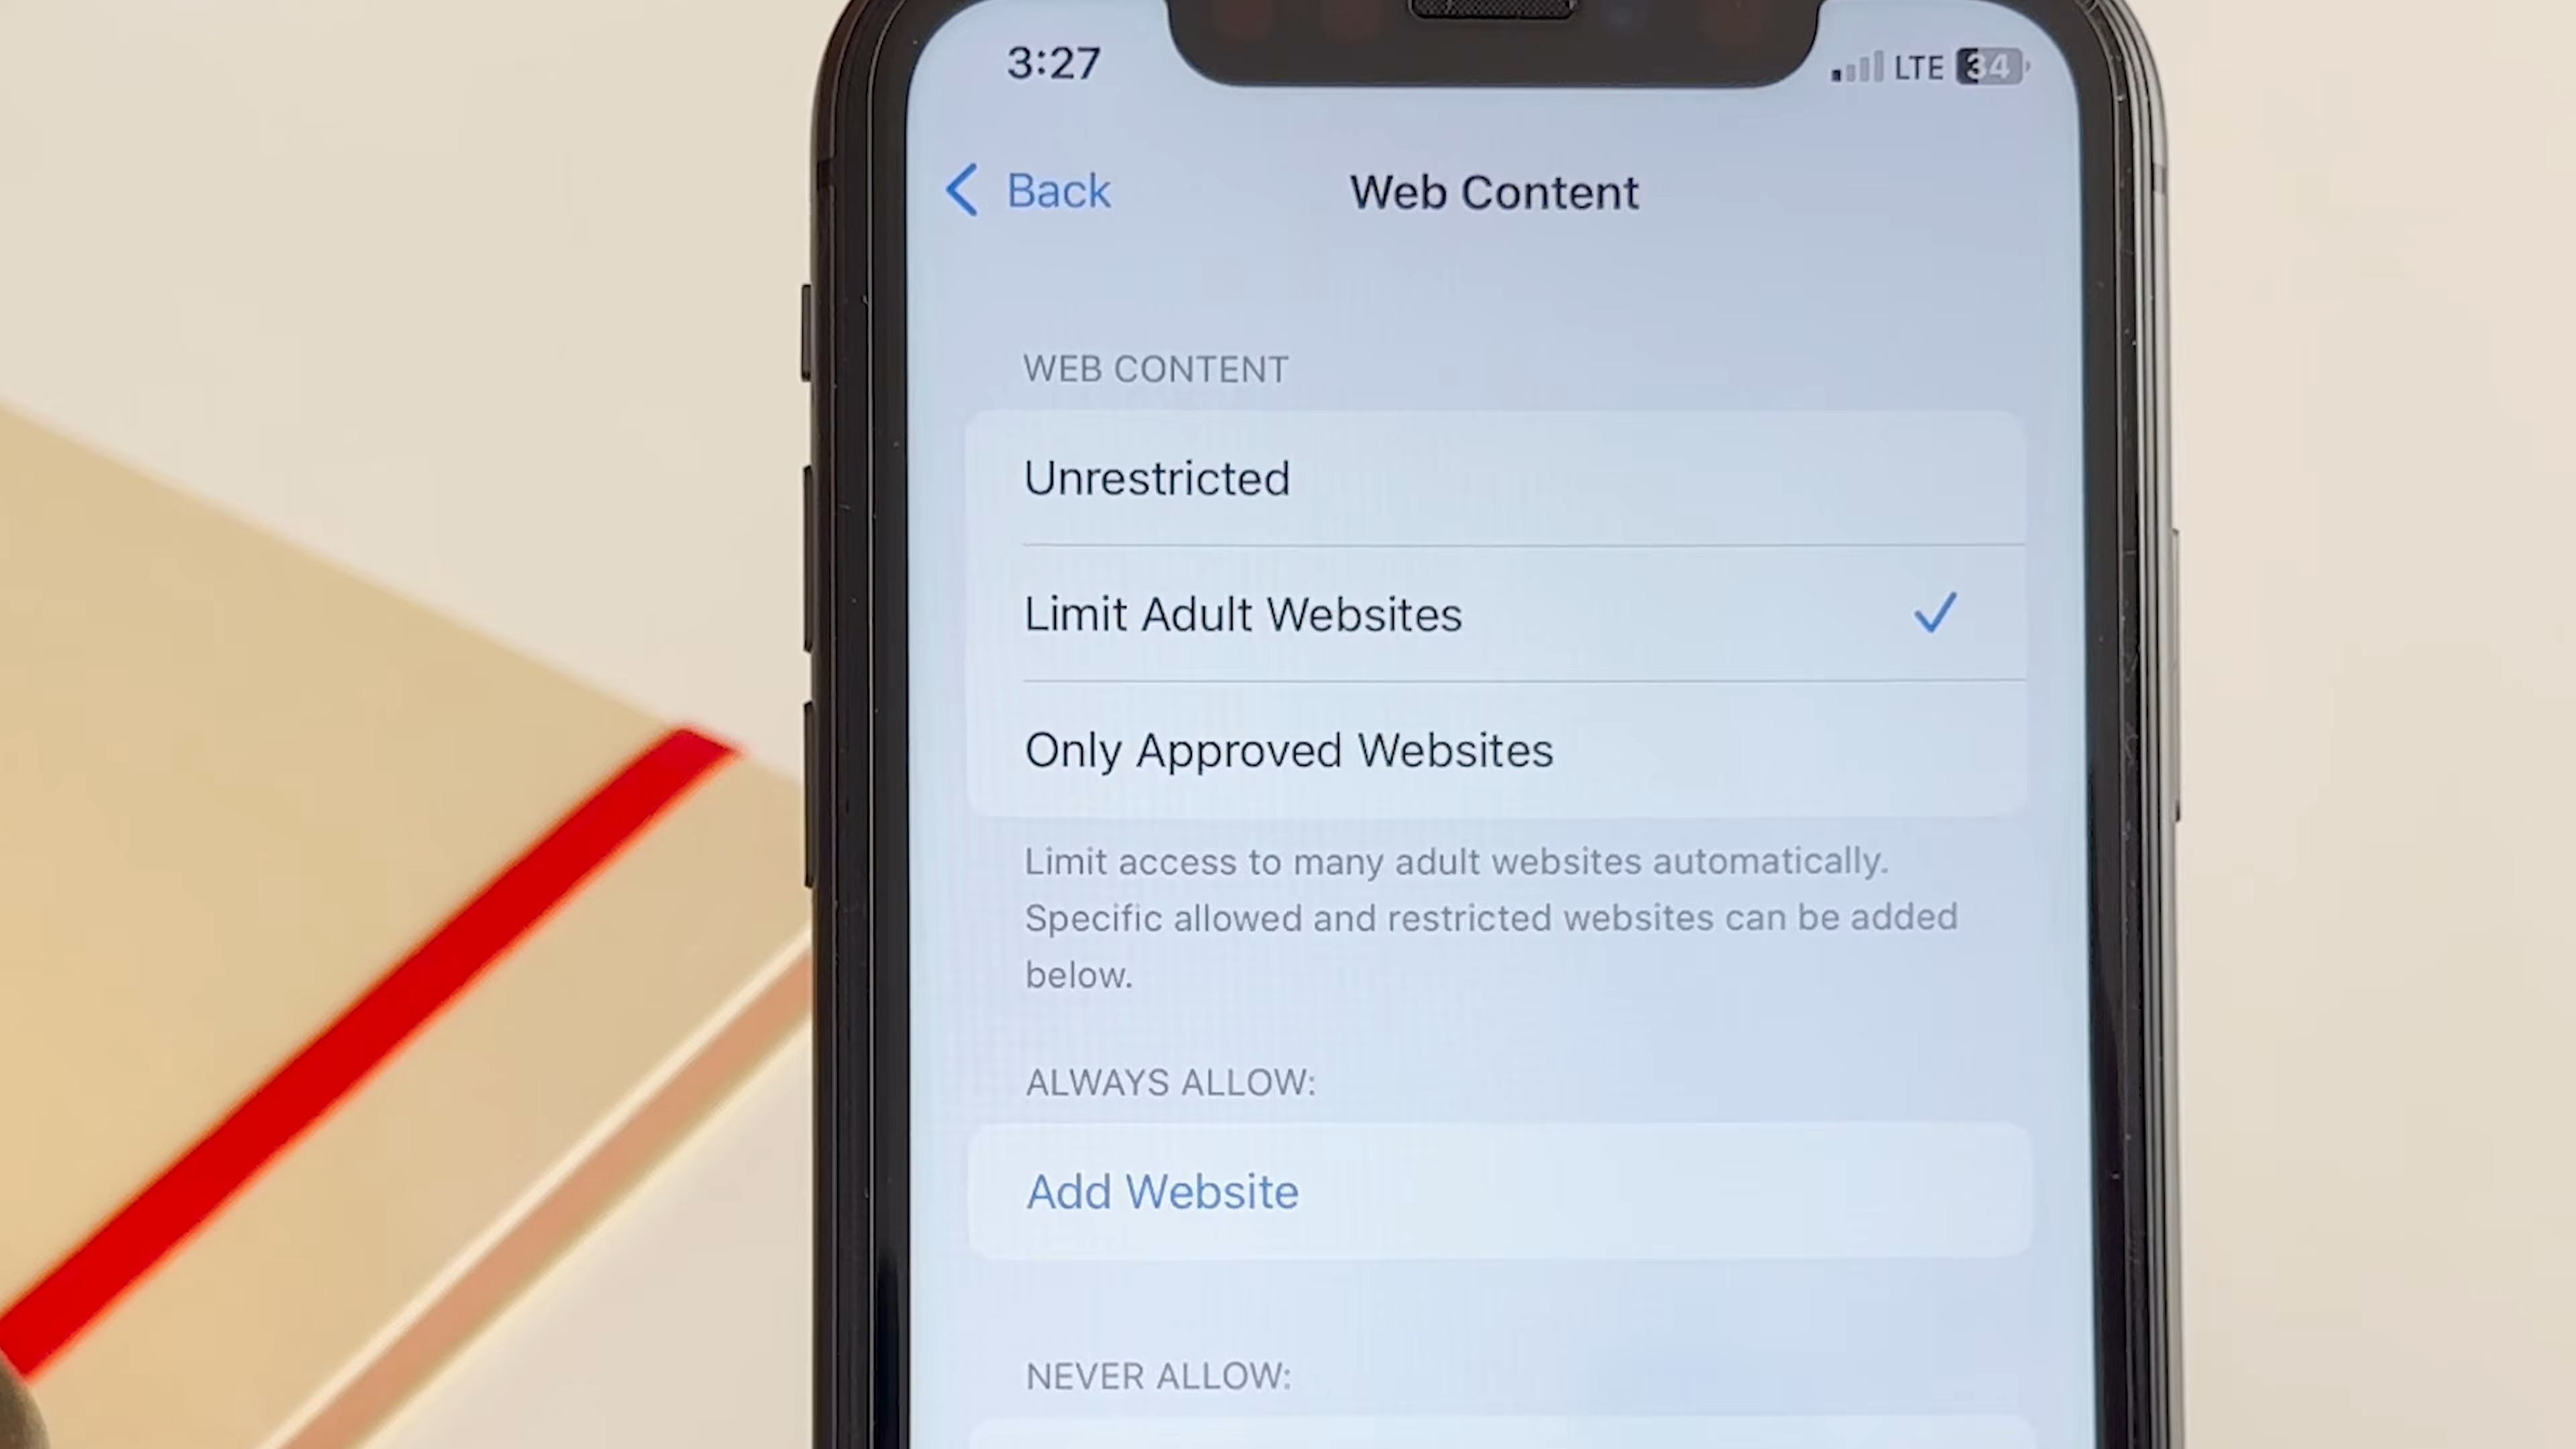 3:27
LTE 34
Back
Web Content
WEB CONTENT
Unrestricted
Limit Adult Websites
Only Approved Websites
Limit access to many adult websites automatically.
Specific allowed and restricted websites can be added
below.
ALWAYS ALLOW:
Add Website
NEVER ALLOW: